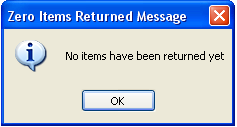 Zero Items Returned Message
No items have been returned yet
OK